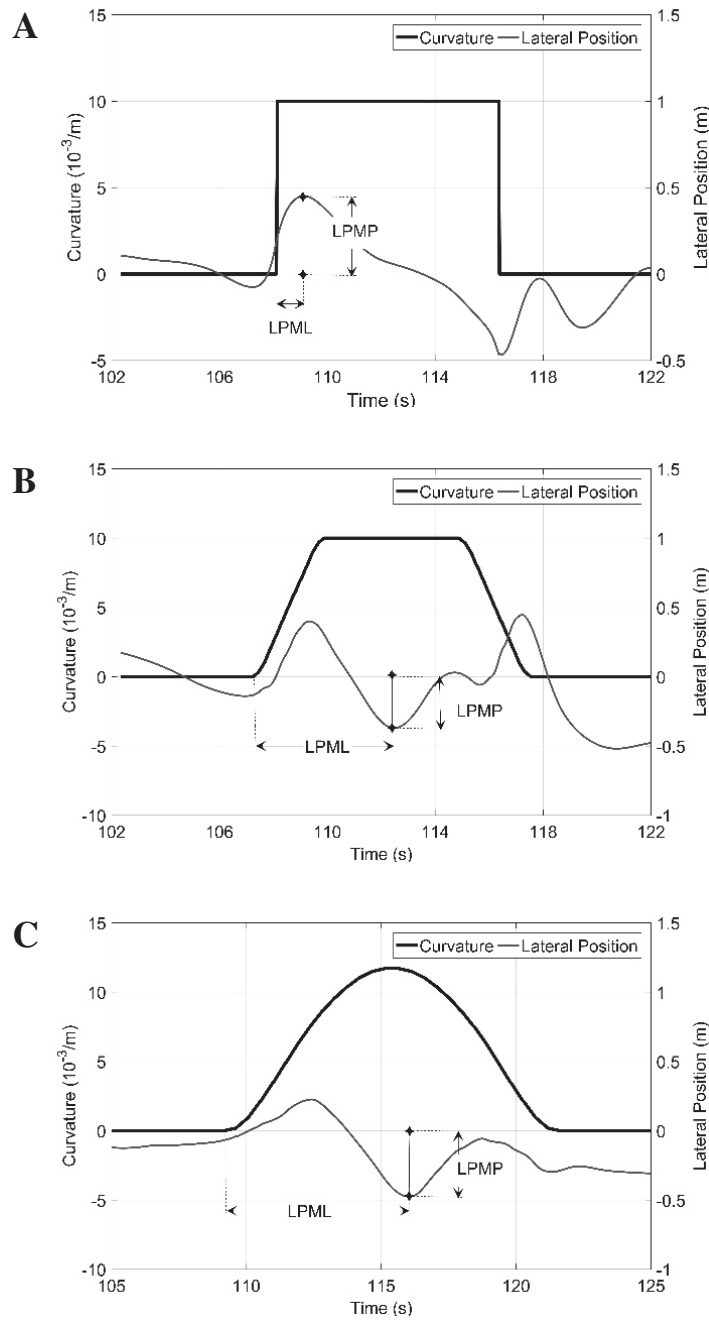 A
Curvature Lateral Position
15 1.5
10 1
5 0.5
0 0
-5 -0.5
LPMP
LPML
102 106 110 114 118 122
Time (s)
Curvature (10⁻³/m)
Lateral Position (m)
B
Curvature Lateral Position
15 1.5
10 1
5 0.5
0 0
-5 -0.5
-10 -1
LPMP
LPML
102 106 110 114 118 122
Time (s)
Curvature (10⁻³/m)
Lateral Position (m)
C
Curvature Lateral Position
15 1.5
10 1
5 0.5
0 0
-5 -0.5
-10 -1
LPMP
LPML
105 110 115 120 125
Time (s)
Curvature (10⁻³/m)
Lateral Position (m)